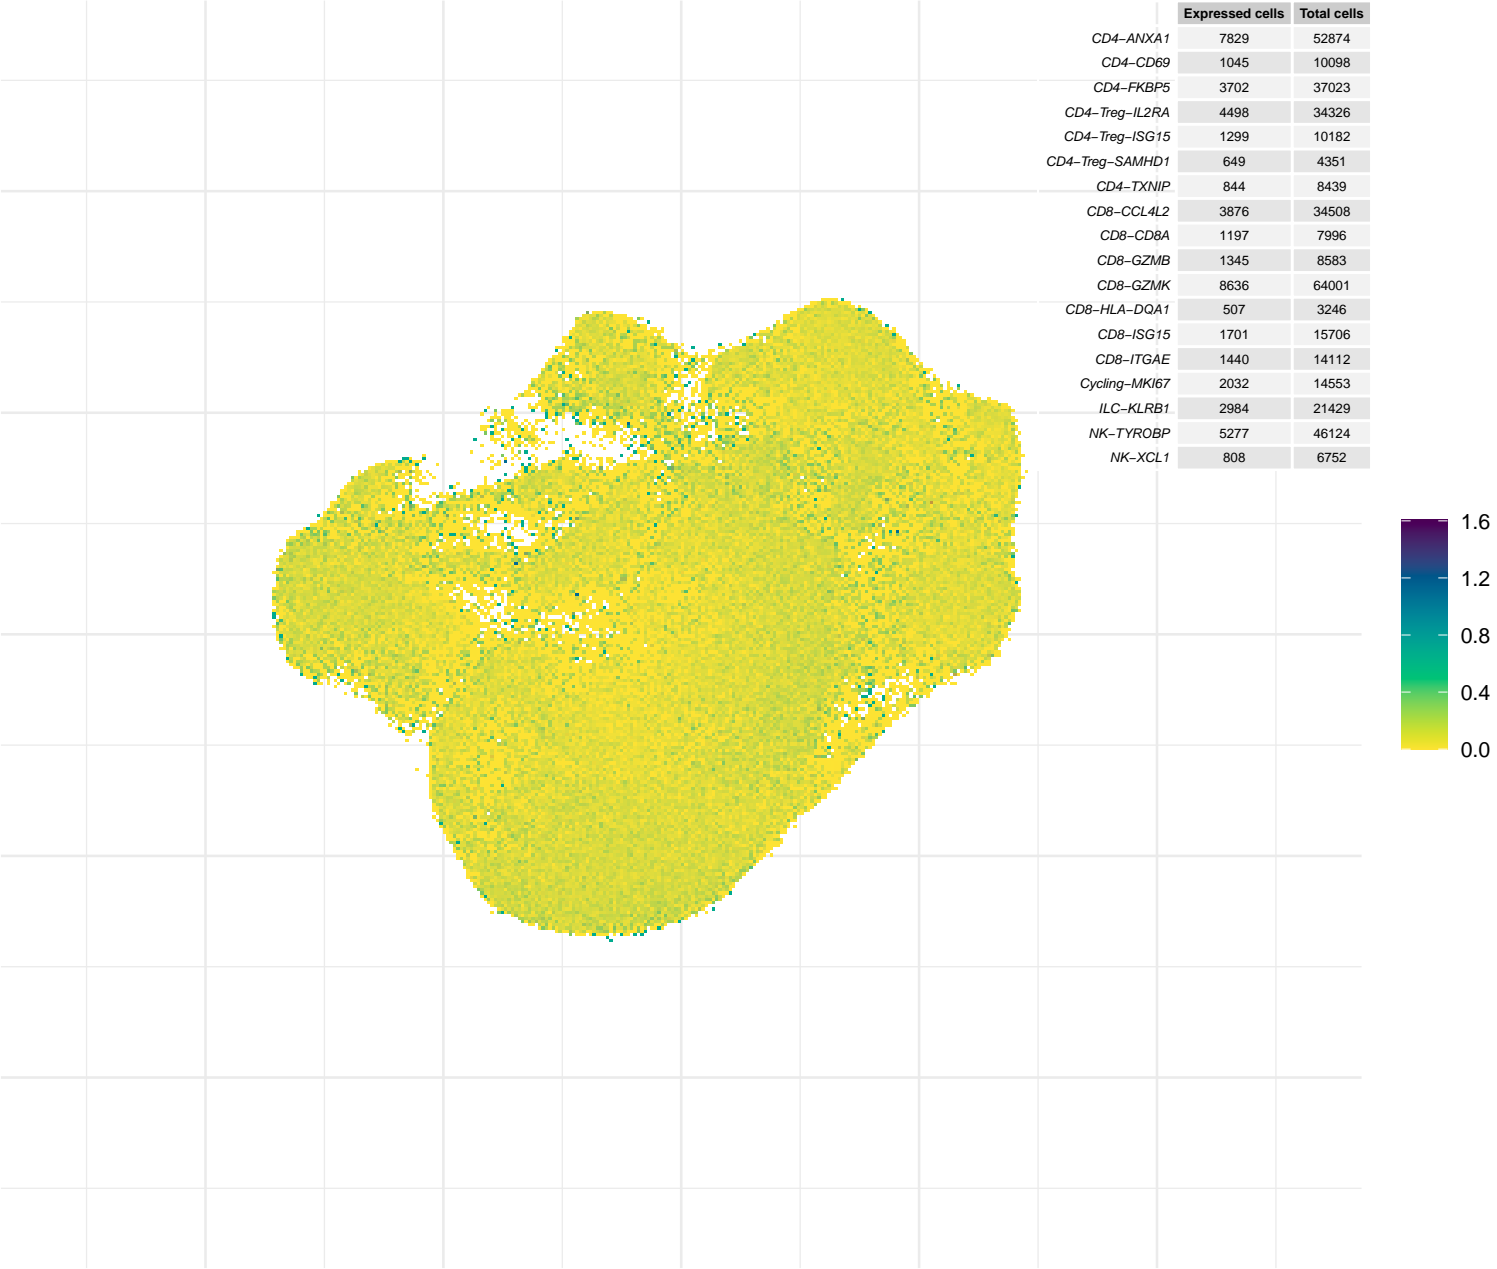 Expressed cells Total cells
CD4−ANXA1 7829 52874
CD4−CD69 1045 10098
CD4−FKBP5 3702 37023
CD4−Treg−IL2RA 4498 34326
CD4−Treg−ISG15 1299 10182
CD4−Treg−SAMHD1 649 4351
CD4−TXNIP 844 8439
CD8−CCL4L2 3876 34508
CD8−CD8A 1197 7996
CD8−GZMB 1345 8583
CD8−GZMK 8636 64001
CD8−HLA−DQA1 507 3246
CD8−ISG15 1701 15706
CD8−ITGAE 1440 14112
Cycling−MKI67 2032 14553
ILC−KLRB1 2984 21429
NK−TYROBP 5277 46124
NK−XCL1 808 6752
1.6
1.2
0.8
0.4
0.0